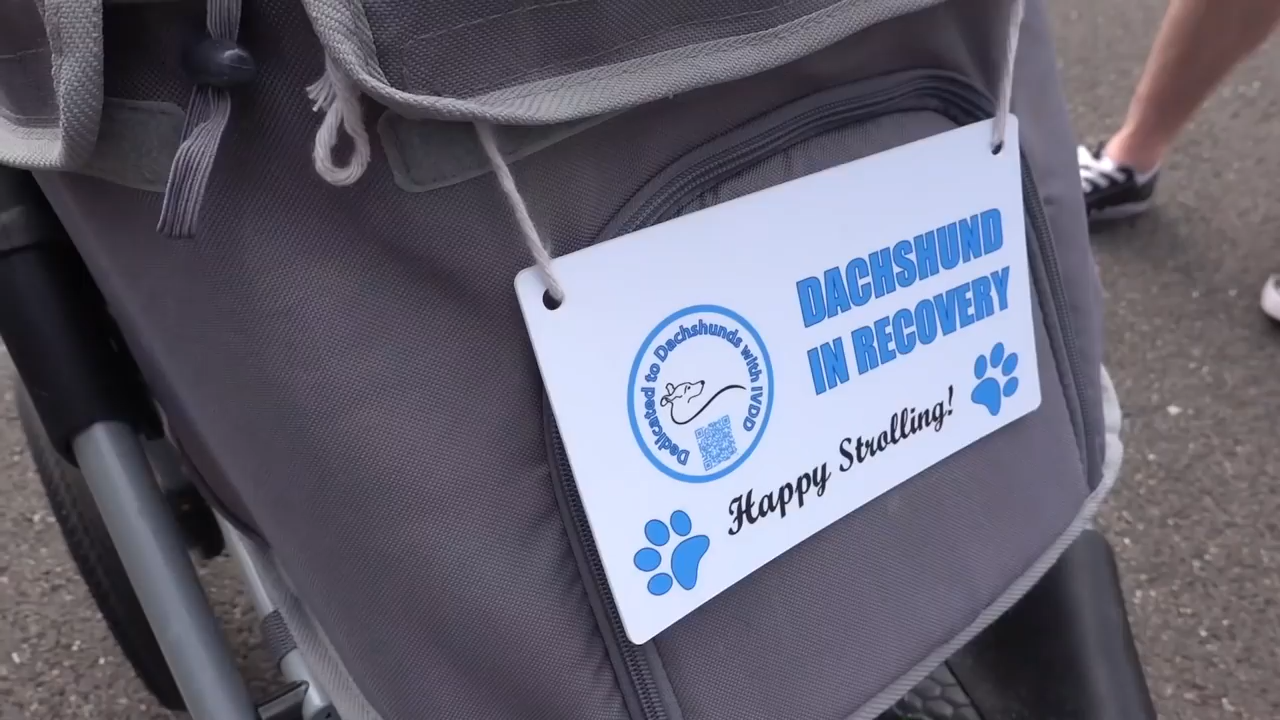 DACHSHUND
IN RECOVERY
Dedicated to Dachshunds with IVDD
Happy Strolling!